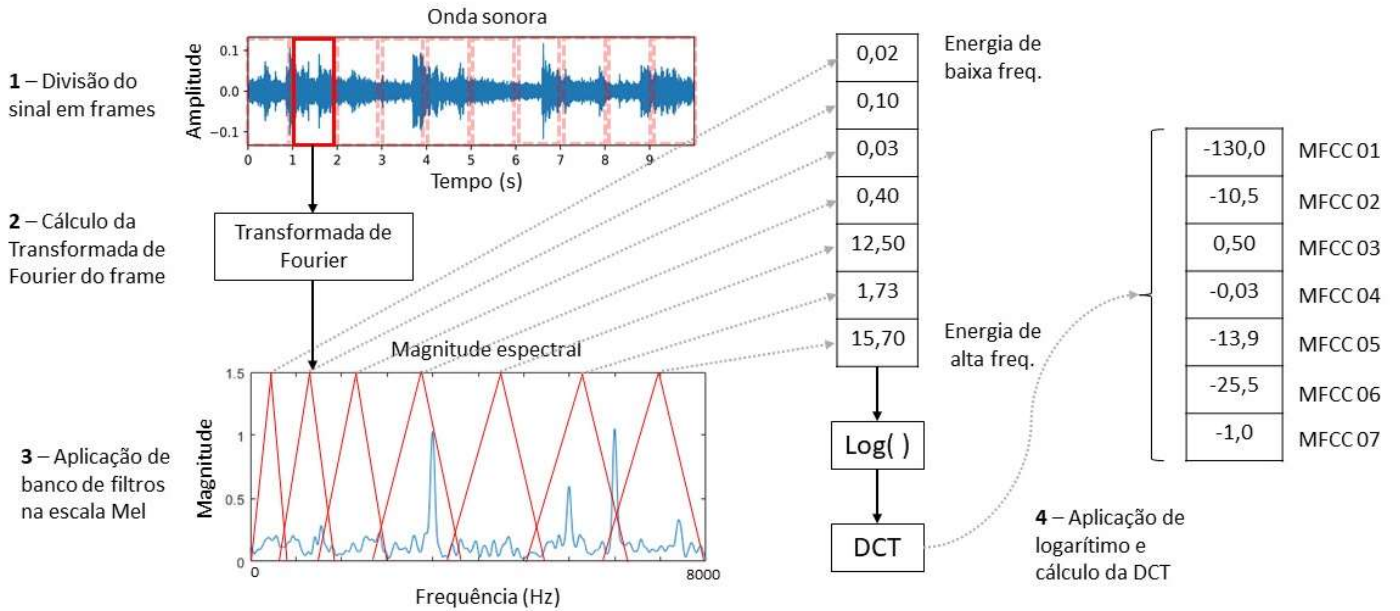 Onda sonora
1 – Divisão do
sinal em frames
Amplitude
0.1
0.0
−0.1
0 1 2 3 4 5 6 7 8 9
Tempo (s)
2 – Cálculo da
Transformada de
Fourier do frame
Transformada de
Fourier
Magnitude espectral
3 – Aplicação de
banco de filtros
na escala Mel
Magnitude
1.5
1
0.5
0
0 8000
Frequência (Hz)
Energia de
baixa freq.
0,02
0,10
0,03
0,40
12,50
1,73
15,70
Energia de
alta freq.
Log( )
DCT
4 – Aplicação de
logarítimo e
cálculo da DCT
-130,0 MFCC 01
-10,5 MFCC 02
0,50 MFCC 03
-0,03 MFCC 04
-13,9 MFCC 05
-25,5 MFCC 06
-1,0 MFCC 07